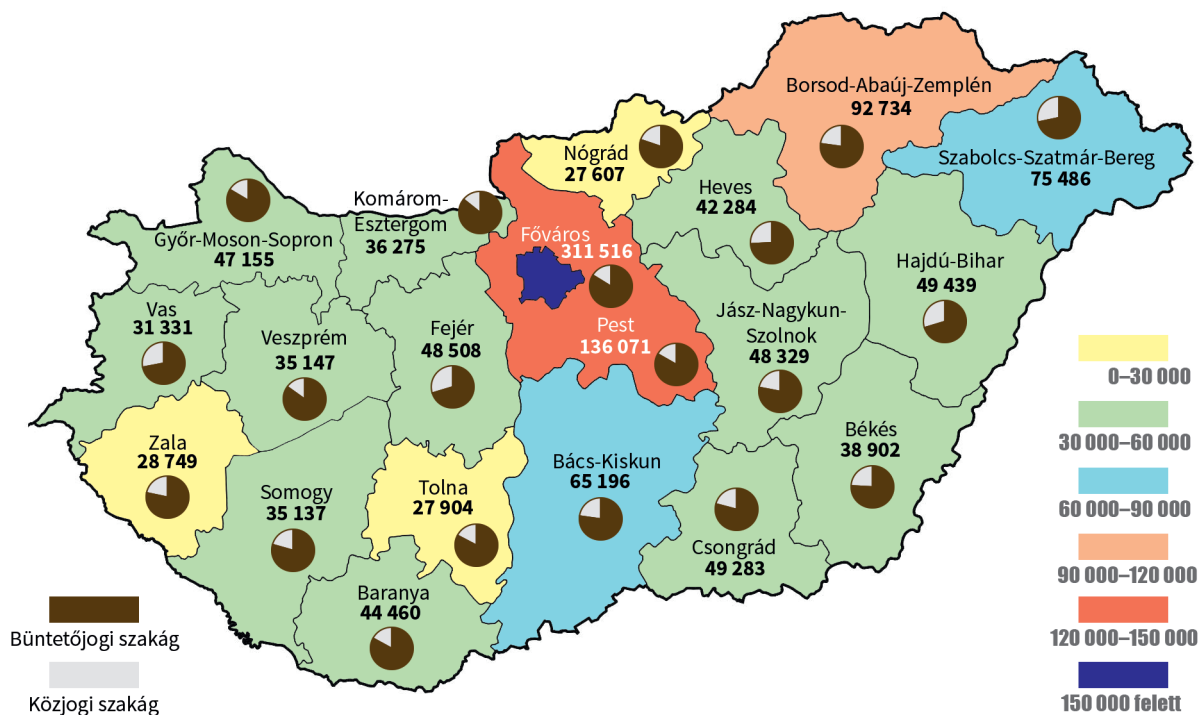 Borsod-Abaúj-Zemplén
92 734
Szabolcs-Szatmár-Bereg
75 486
Nógrád
27 607
Heves
42 284
Komárom-
Esztergom
36 275
Győr-Moson-Sopron
47 155
Főváros
311 516
Hajdú-Bihar
49 439
Vas
31 331
Veszprém
35 147
Fejér
48 508
Pest
136 071
Jász-Nagykun-
Szolnok
48 329
Zala
28 749
Somogy
35 137
Tolna
27 904
Bács-Kiskun
65 196
Békés
38 902
Csongrád
49 283
Baranya
44 460
Büntetőjogi szakág
Közjogi szakág
0–30 000
30 000–60 000
60 000–90 000
90 000–120 000
120 000–150 000
150 000 felett